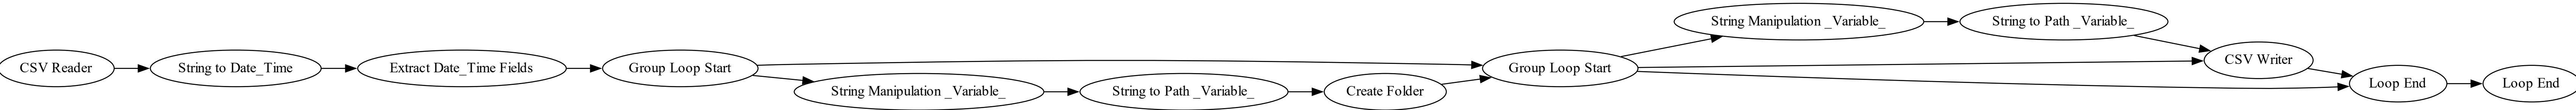 CSV Reader
String to Date_Time
Extract Date_Time Fields
Group Loop Start
String Manipulation _Variable_
String to Path _Variable_
Create Folder
Group Loop Start
String Manipulation _Variable_
String to Path _Variable_
CSV Writer
Loop End
Loop End